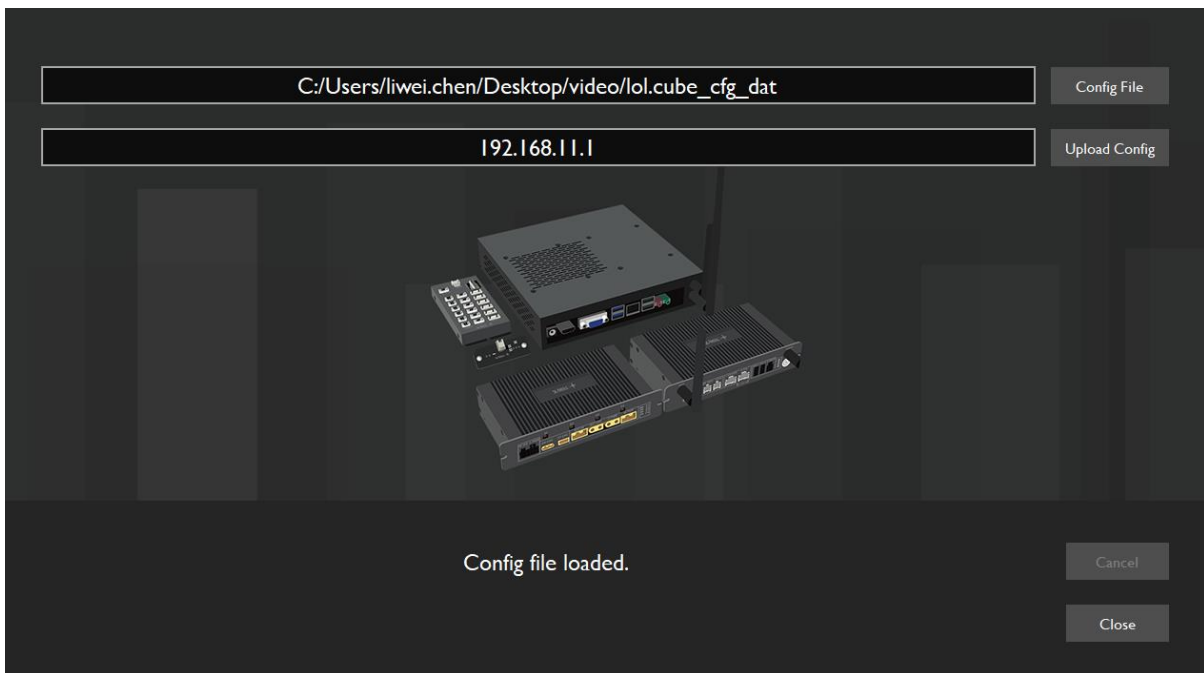 C:/Users/liwei.chen/Desktop/video/lol.cube_cfg_dat
Config File
192.168.11.1
Upload Config
Config file loaded.
Cancel
Close